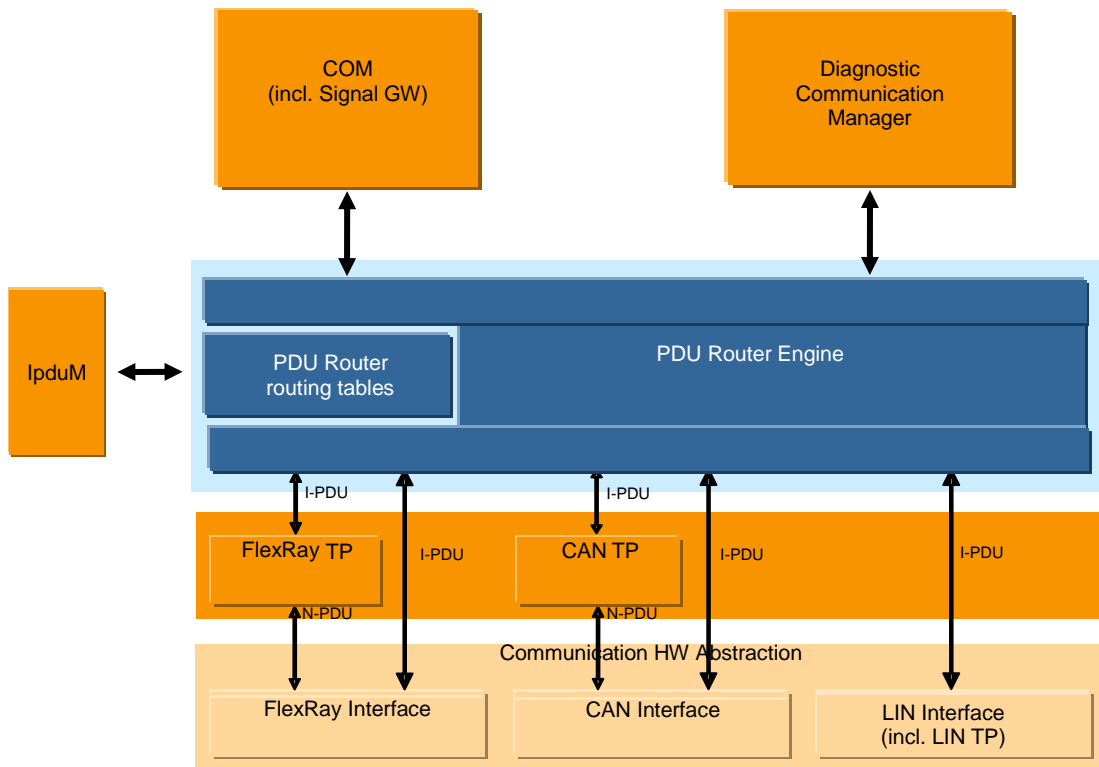 COM
(incl. Signal GW)
Diagnostic
Communication
Manager
IpduM
PDU Router
routing tables
PDU Router Engine
I-PDU
I-PDU
FlexRay TP
I-PDU
CAN TP
I-PDU
I-PDU
N-PDU
N-PDU
Communication HW Abstraction
FlexRay Interface
CAN Interface
LIN Interface
(incl. LIN TP)